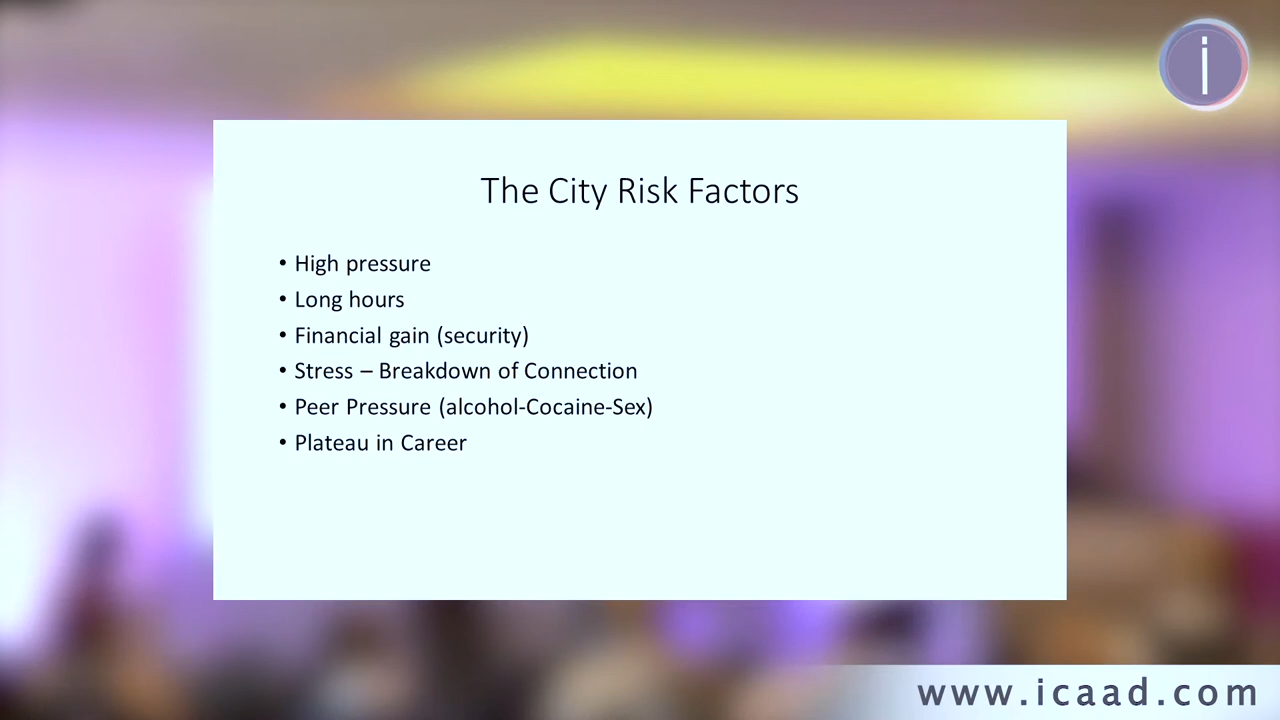 i
The City Risk Factors
• High pressure
• Long hours
• Financial gain (security)
• Stress – Breakdown of Connection
• Peer Pressure (alcohol-Cocaine-Sex)
• Plateau in Career
www.icaad.com